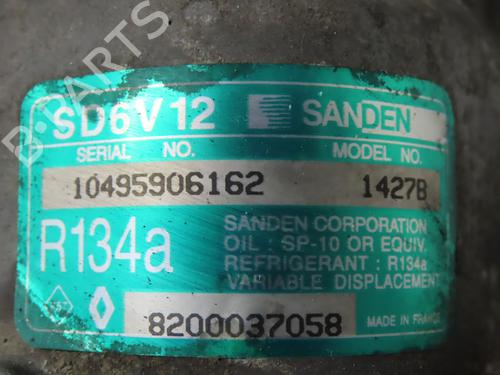 SD6V12 SANDEN
SERIAL NO. MODEL NO.
10495906162 1427B
R134a
SANDEN CORPORATION
OIL : SP-10 OR EQUIV.
REFRIGERANT : R134a
VARIABLE DISPLACEMENT
8200037058
MADE IN FRANCE
B-PARTS